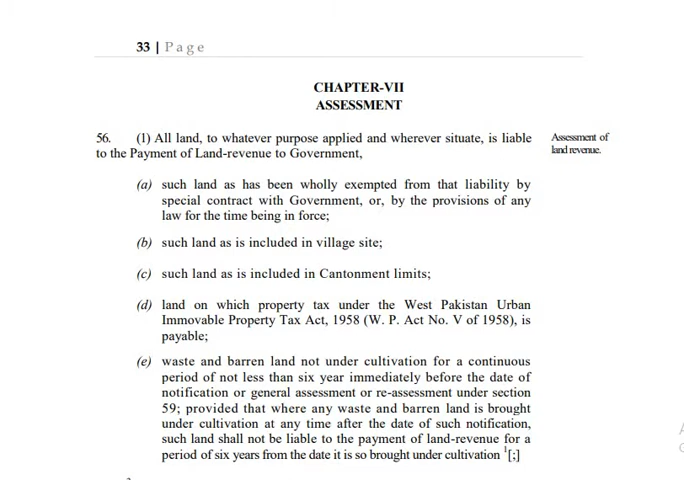 33 | Page
CHAPTER-VII
ASSESSMENT
56. (1) All land, to whatever purpose applied and wherever situate, is liable
to the Payment of Land-revenue to Government,
Assessment of
land revenue.
(a) such land as has been wholly exempted from that liability by
special contract with Government, or, by the provisions of any
law for the time being in force;
(b) such land as is included in village site;
(c) such land as is included in Cantonment limits;
(d) land on which property tax under the West Pakistan Urban
Immovable Property Tax Act, 1958 (W. P. Act No. V of 1958), is
payable;
(e) waste and barren land not under cultivation for a continuous
period of not less than six year immediately before the date of
notification or general assessment or re-assessment under section
59; provided that where any waste and barren land is brought
under cultivation at any time after the date of such notification,
such land shall not be liable to the payment of land-revenue for a
period of six years from the date it is so brought under cultivation ¹[;]